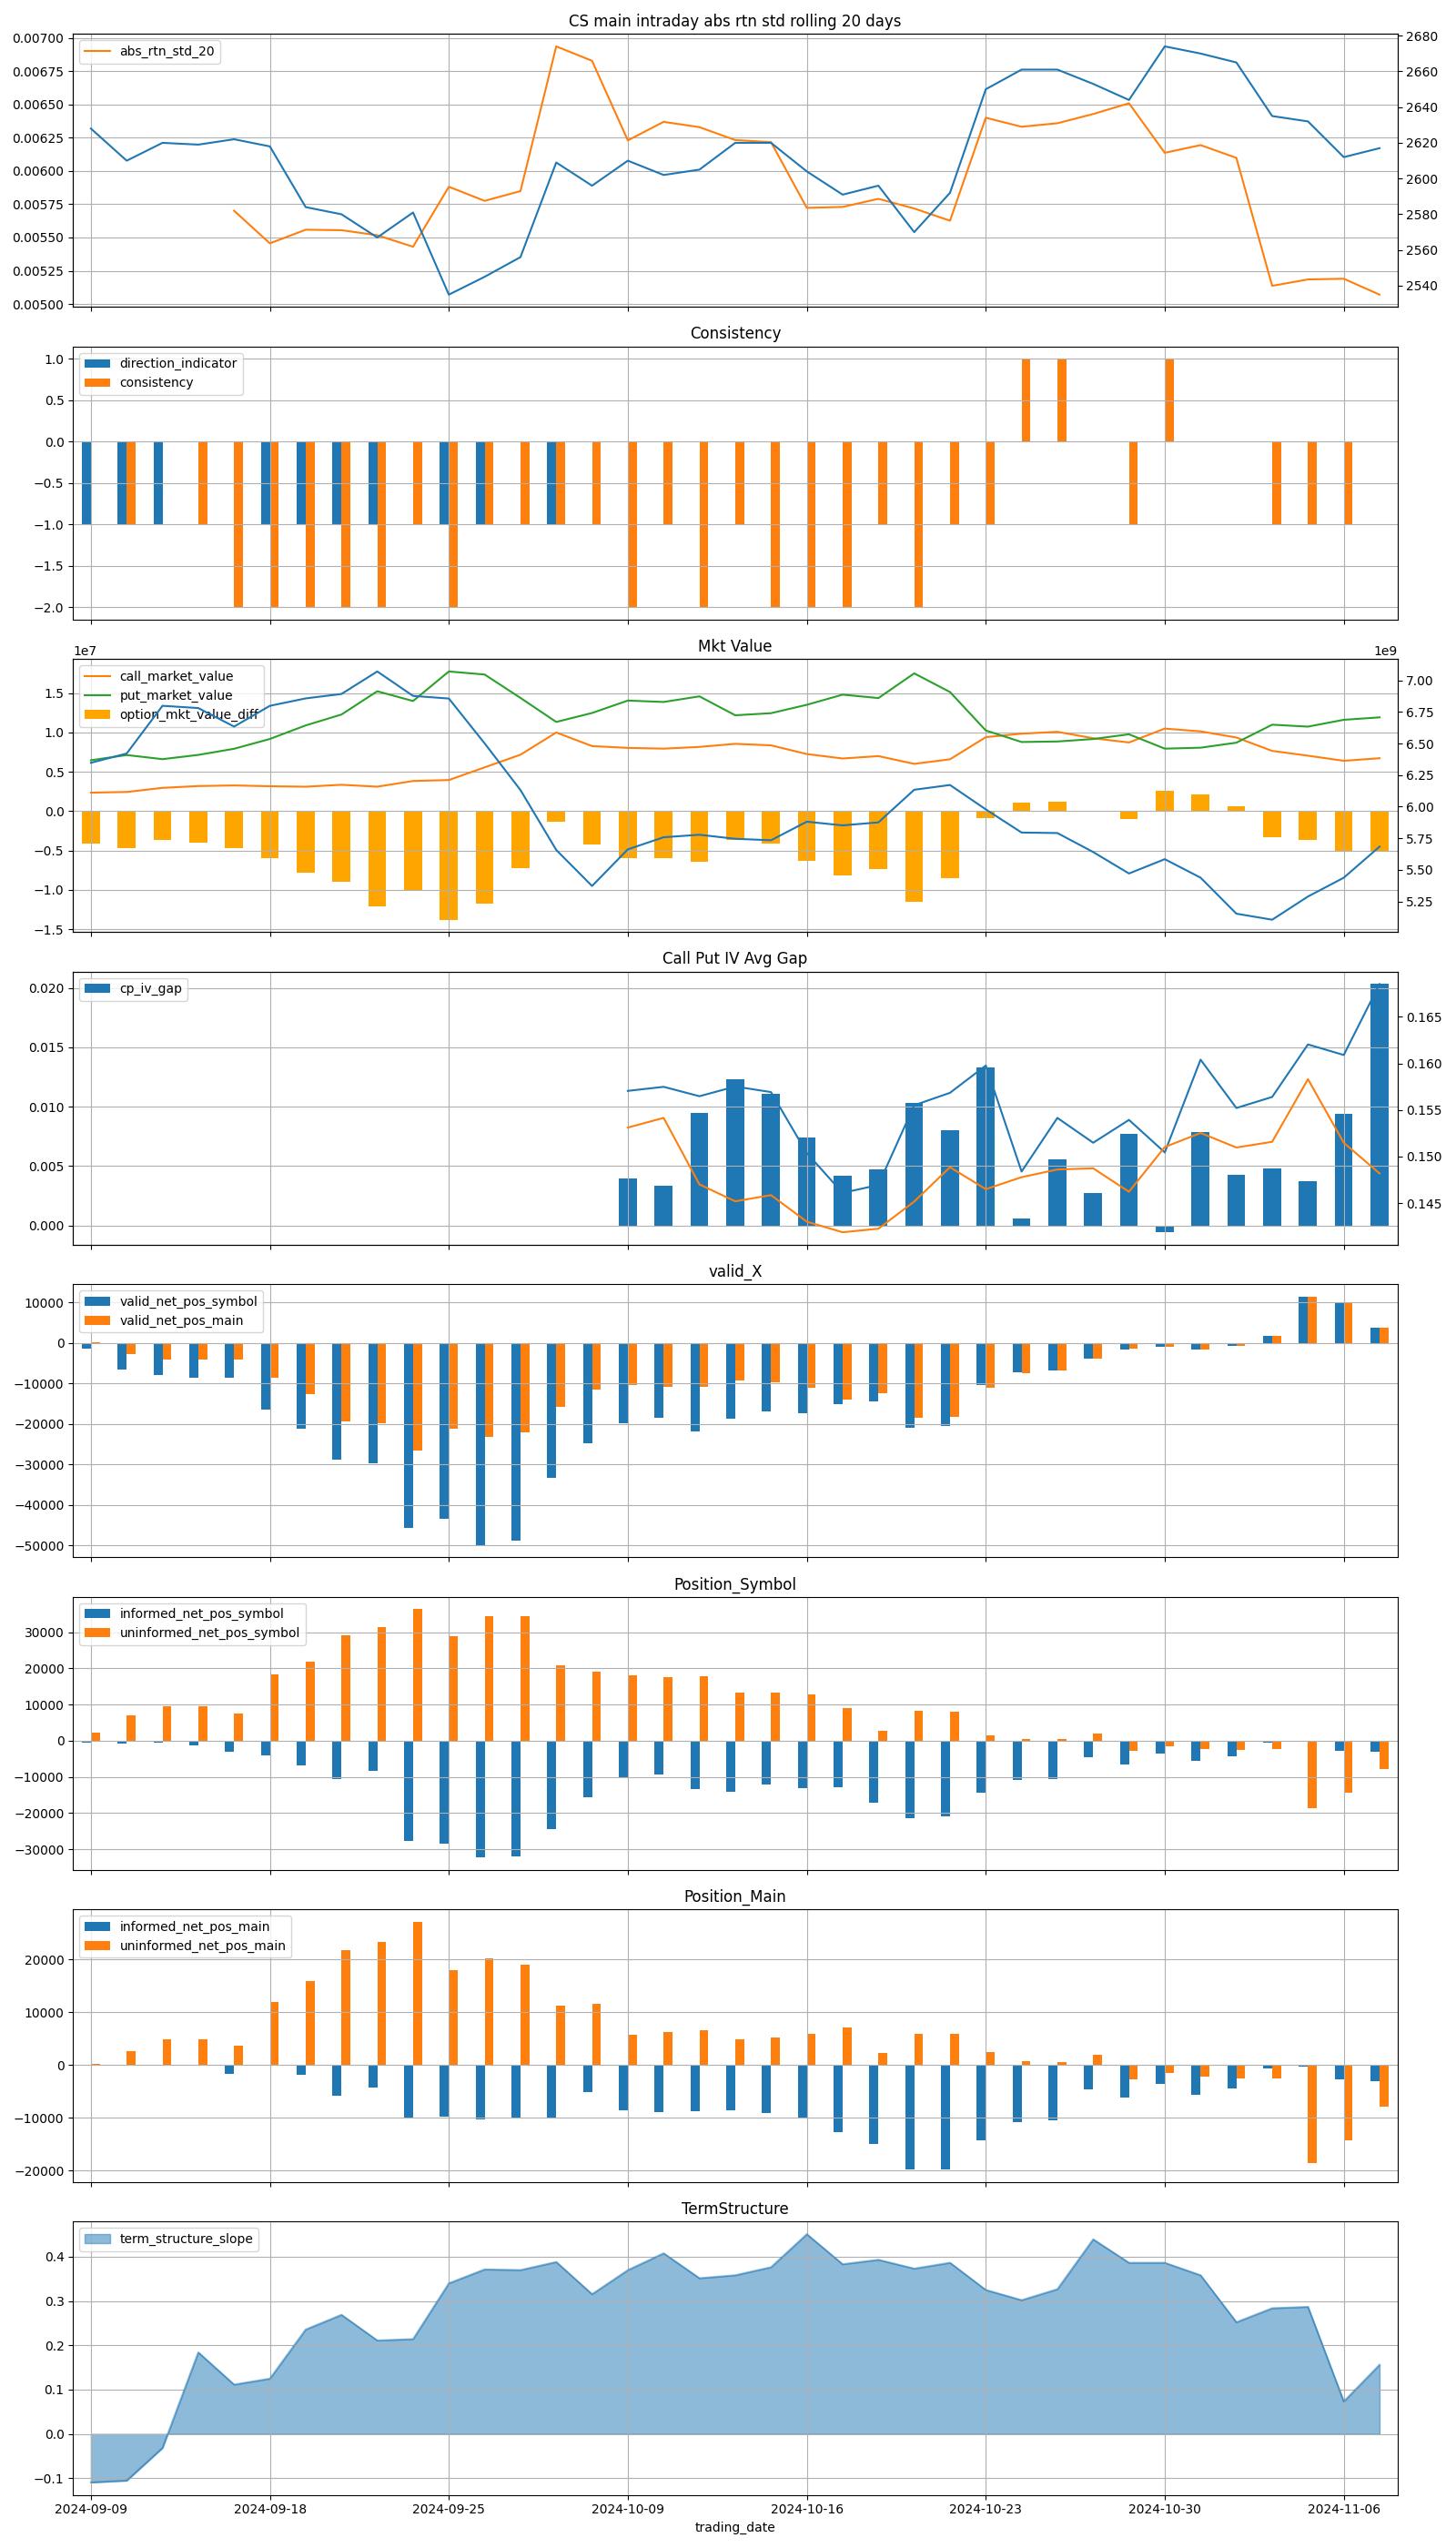 CS main intraday abs rtn std rolling 20 days
abs_rtn_std_20
0.00700
0.00675
0.00650
0.00625
0.00600
0.00575
0.00550
0.00525
0.00500
2680
2660
2640
2620
2600
2580
2560
2540
Consistency
direction_indicator
consistency
1.0
0.5
0.0
−0.5
−1.0
−1.5
−2.0
Mkt Value
1e7
1e9
call_market_value
put_market_value
option_mkt_value_diff
1.5
1.0
0.5
0.0
−0.5
−1.0
−1.5
7.00
6.75
6.50
6.25
6.00
5.75
5.50
5.25
Call Put IV Avg Gap
cp_iv_gap
0.020
0.015
0.010
0.005
0.000
0.165
0.160
0.155
0.150
0.145
valid_X
valid_net_pos_symbol
valid_net_pos_main
10000
0
−10000
−20000
−30000
−40000
−50000
Position_Symbol
informed_net_pos_symbol
uninformed_net_pos_symbol
30000
20000
10000
0
−10000
−20000
−30000
Position_Main
informed_net_pos_main
uninformed_net_pos_main
20000
10000
0
−10000
−20000
TermStructure
term_structure_slope
0.4
0.3
0.2
0.1
0.0
−0.1
2024-09-09 2024-09-18 2024-09-25 2024-10-09 2024-10-16 2024-10-23 2024-10-30 2024-11-06
trading_date